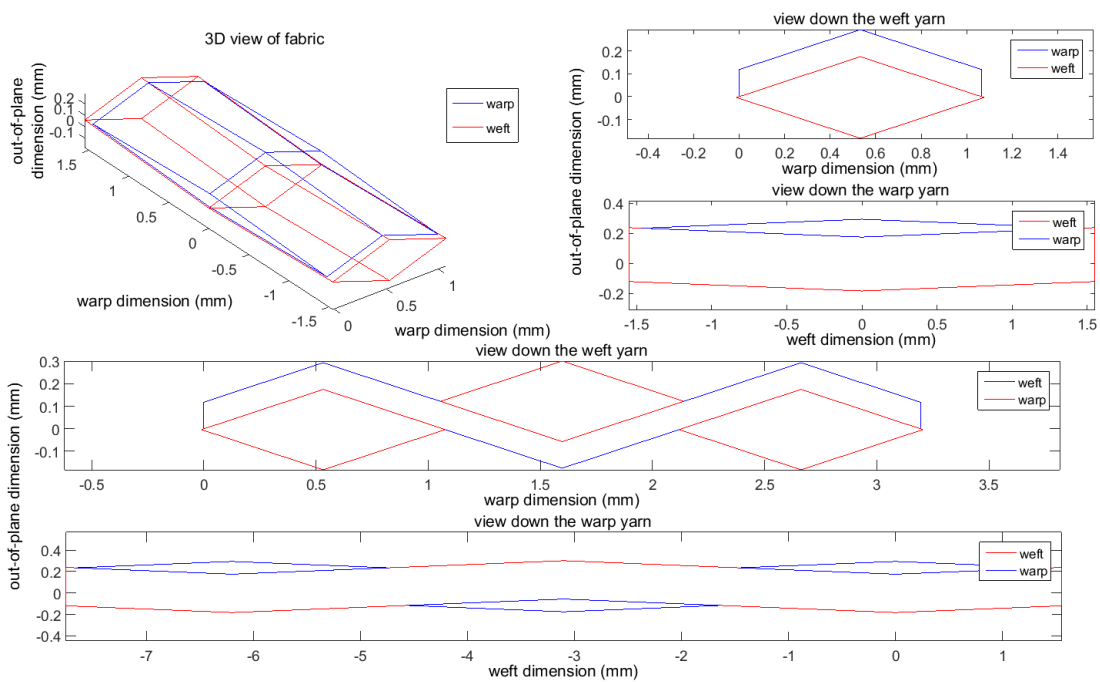 3D view of fabric
out-of-plane
dimension (mm)
0.2
0.1
0
-0.1
1.5
1
0.5
0
-0.5
-1
-1.5
warp dimension (mm)
0
0.5
1
warp dimension (mm)
warp
weft
view down the weft yarn
0.2
0.1
0
-0.1
-0.4 -0.2 0 0.2 0.4 0.6 0.8 1 1.2 1.4
warp dimension (mm)
warp
weft
out-of-plane dimension (mm)
view down the warp yarn
0.4
0.2
0
-0.2
-1.5 -1 -0.5 0 0.5 1 1.5
weft dimension (mm)
weft
warp
view down the weft yarn
0.3
0.2
0.1
0
-0.1
-0.5 0 0.5 1 1.5 2 2.5 3 3.5
warp dimension (mm)
weft
warp
out-of-plane dimension (mm)
view down the warp yarn
0.4
0.2
0
-0.2
-0.4
-7 -6 -5 -4 -3 -2 -1 0 1
weft dimension (mm)
weft
warp